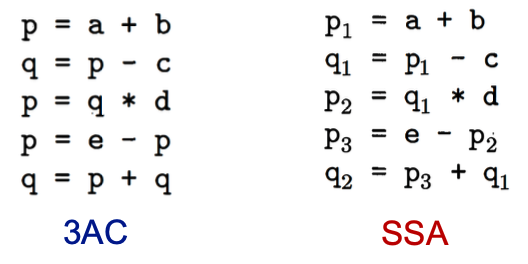 p = a + b
q = p - c
p = q * d
p = e - p
q = p + q
3AC
p₁ = a + b
q₁ = p₁ - c
p₂ = q₁ * d
p₃ = e - p₂
q₂ = p₃ + q₁
SSA